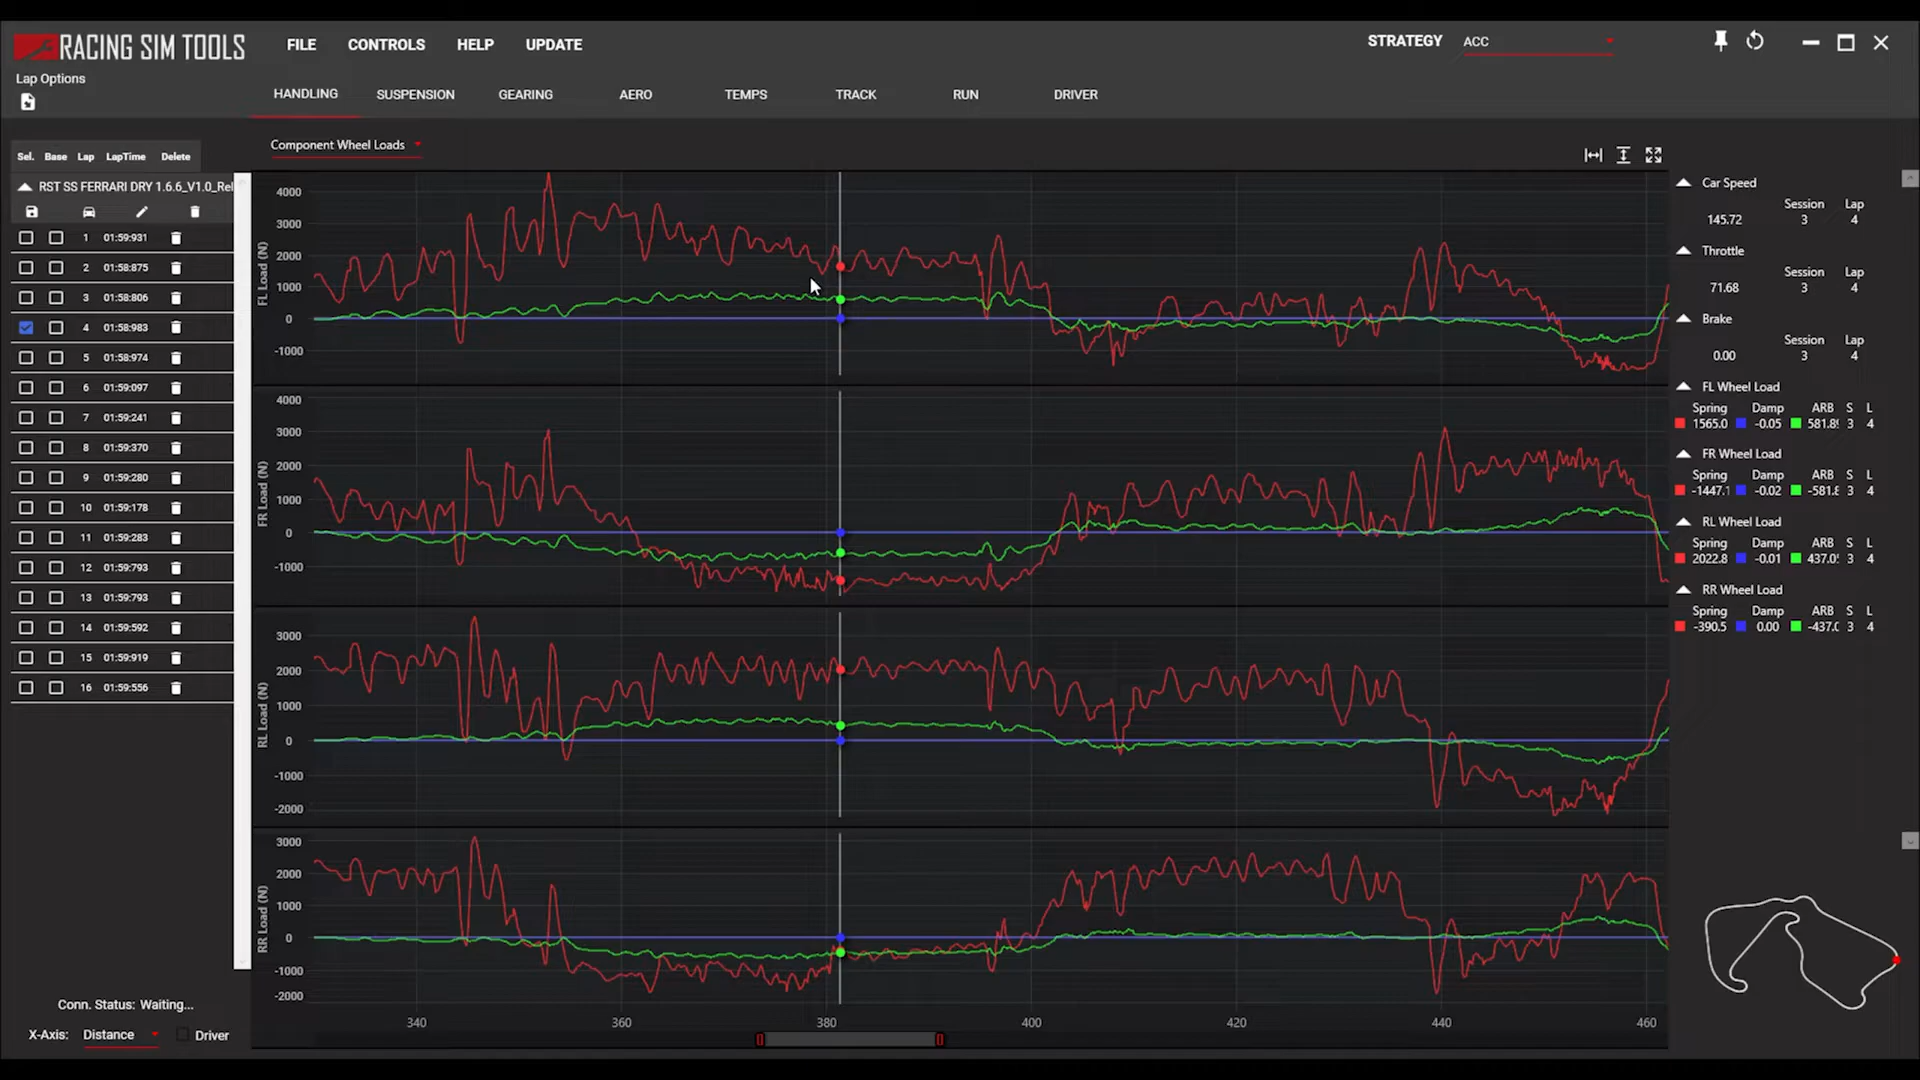 RACING SIM TOOLS
FILE CONTROLS HELP UPDATE
STRATEGY ACC
Lap Options
HANDLING SUSPENSION GEARING AERO TEMPS TRACK RUN DRIVER
Component Wheel Loads
Sel. Base Lap LapTime Delete
RST SS FERRARI DRY 1.6.6_V1.0_Rel
1 01:59:931
2 01:58:875
3 01:58:806
4 01:58:983
5 01:58:974
6 01:59:097
7 01:59:241
8 01:59:370
9 01:59:280
10 01:59:178
11 01:59:283
12 01:59:793
13 01:59:793
14 01:59:592
15 01:59:919
16 01:59:556
Conn. Status: Waiting...
X-Axis: Distance Driver
FL Load (N)
4000
3000
2000
1000
0
-1000
FR Load (N)
4000
3000
2000
1000
0
-1000
RL Load (N)
3000
2000
1000
0
-1000
-2000
RR Load (N)
3000
2000
1000
0
-1000
-2000
340 360 380 400 420 440 460
Car Speed
Session Lap
145.72 3 4
Throttle
Session Lap
71.68 3 4
Brake
Session Lap
0.00 3 4
FL Wheel Load
Spring Damp ARB S L
1565.0 -0.05 581.89 3 4
FR Wheel Load
Spring Damp ARB S L
-1447.1 -0.02 -581.8 3 4
RL Wheel Load
Spring Damp ARB S L
2022.8 -0.01 437.05 3 4
RR Wheel Load
Spring Damp ARB S L
-390.5 0.00 -437.0 3 4